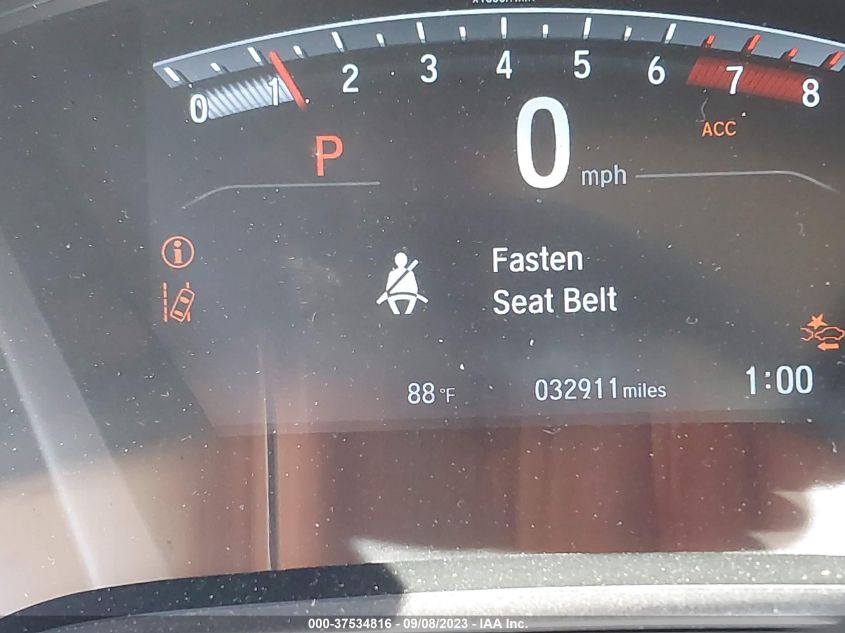 0 1 2 3 4 5 6 7 8
P 0 mph ACC
Fasten
Seat Belt
88 °F 032911 miles 1:00
000-37534816 - 09/08/2023 - IAA Inc.